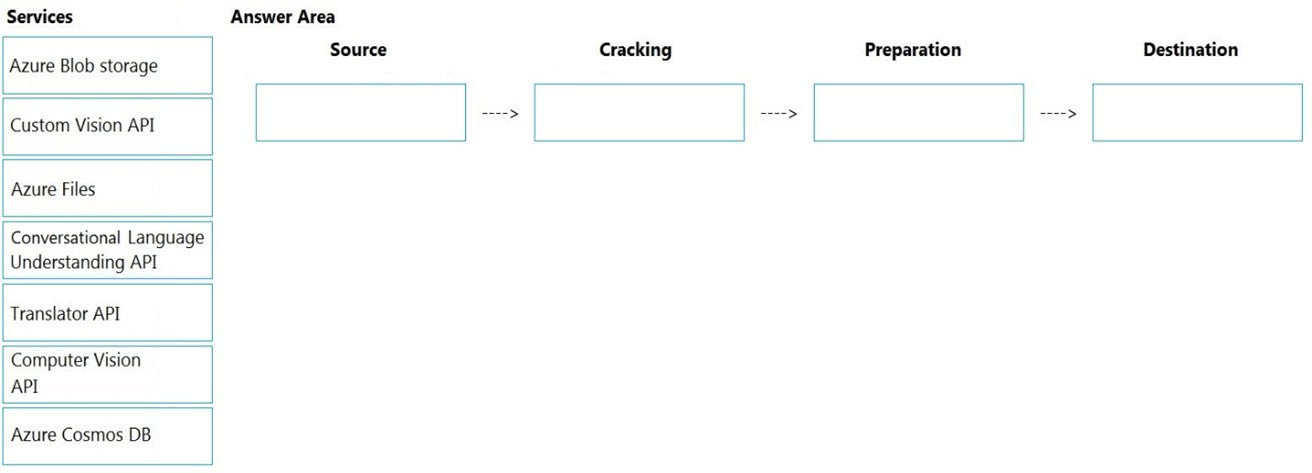 Services
Answer Area
Source
Cracking
Preparation
Destination
Azure Blob storage
---->
---->
---->
Custom Vision API
Azure Files
Conversational Language
Understanding API
Translator API
Computer Vision
API
Azure Cosmos DB